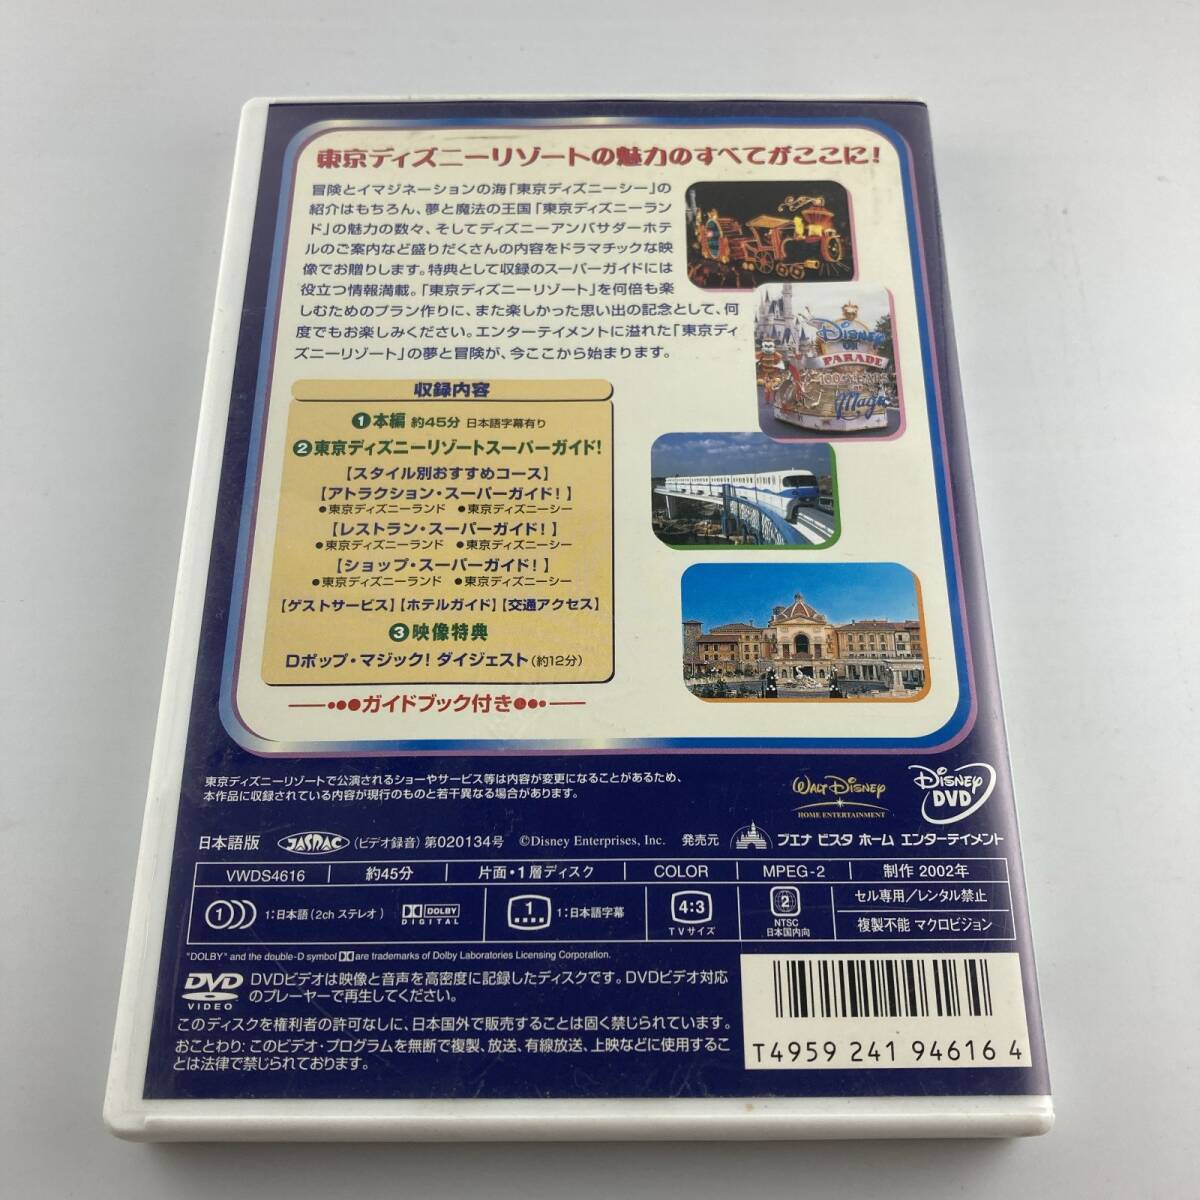 東京ディズニーリゾートの魅力のすべてがここに!
冒険とイマジネーションの海「東京ディズニーシー」の
紹介はもちろん、夢と魔法の王国「東京ディズニーラン
ド」の魅力の数々、そしてディズニーアンバサダーホテ
ルのご案内など盛りだくさんの内容をドラマチックな映
像でお贈りします。特典として収録のスーパーガイドには
役立つ情報満載。「東京ディズニーリゾート」を何倍も楽
しむためのプラン作りに、また楽しかった思い出の記念として、何
度でもお楽しみください。エンターテイメントに溢れた「東京ディ
ズニーリゾート」の夢と冒険が、今ここから始まります。
Disney
ON
PARADE
100 YEARS
OF
Magic
収録内容
①本編 約45分 日本語字幕有り
②東京ディズニーリゾートスーパーガイド!
【スタイル別おすすめコース】
【アトラクション・スーパーガイド!】
●東京ディズニーランド ●東京ディズニーシー
【レストラン・スーパーガイド!】
●東京ディズニーランド ●東京ディズニーシー
【ショップ・スーパーガイド!】
●東京ディズニーランド ●東京ディズニーシー
【ゲストサービス】【ホテルガイド】【交通アクセス】
③映像特典
Dポップ・マジック! ダイジェスト(約12分)
ガイドブック付き
東京ディズニーリゾートで公演されるショーやサービス等は内容が変更になることがあるため、
本作品に収録されている内容が現行のものと若干異なる場合があります。
WALT DISNEY
HOME ENTERTAINMENT
DISNEY
DVD
日本語版 JASRAC (ビデオ録音) 第020134号 ©Disney Enterprises, Inc. 発売元 ブエナ ビスタ ホーム エンターテイメント
VWDS4616 約45分 片面・1層ディスク COLOR MPEG-2 制作 2002年
1 1:日本語(2ch ステレオ) DOLBY DIGITAL 1 1:日本語字幕 4:3 TVサイズ 2 NTSC 日本国内向 セル専用/レンタル禁止
複製不能 マクロビジョン
"DOLBY" and the double-D symbol are trademarks of Dolby Laboratories Licensing Corporation.
DVD
VIDEO
DVDビデオは映像と音声を高密度に記録したディスクです。DVDビデオ対応
のプレーヤーで再生してください。
このディスクを権利者の許可なしに、日本国外で販売することは固く禁じられています。
おことわり:このビデオ・プログラムを無断で複製、放送、有線放送、上映などに使用するこ
とは法律で禁じられております。
T4959 241 94616 4